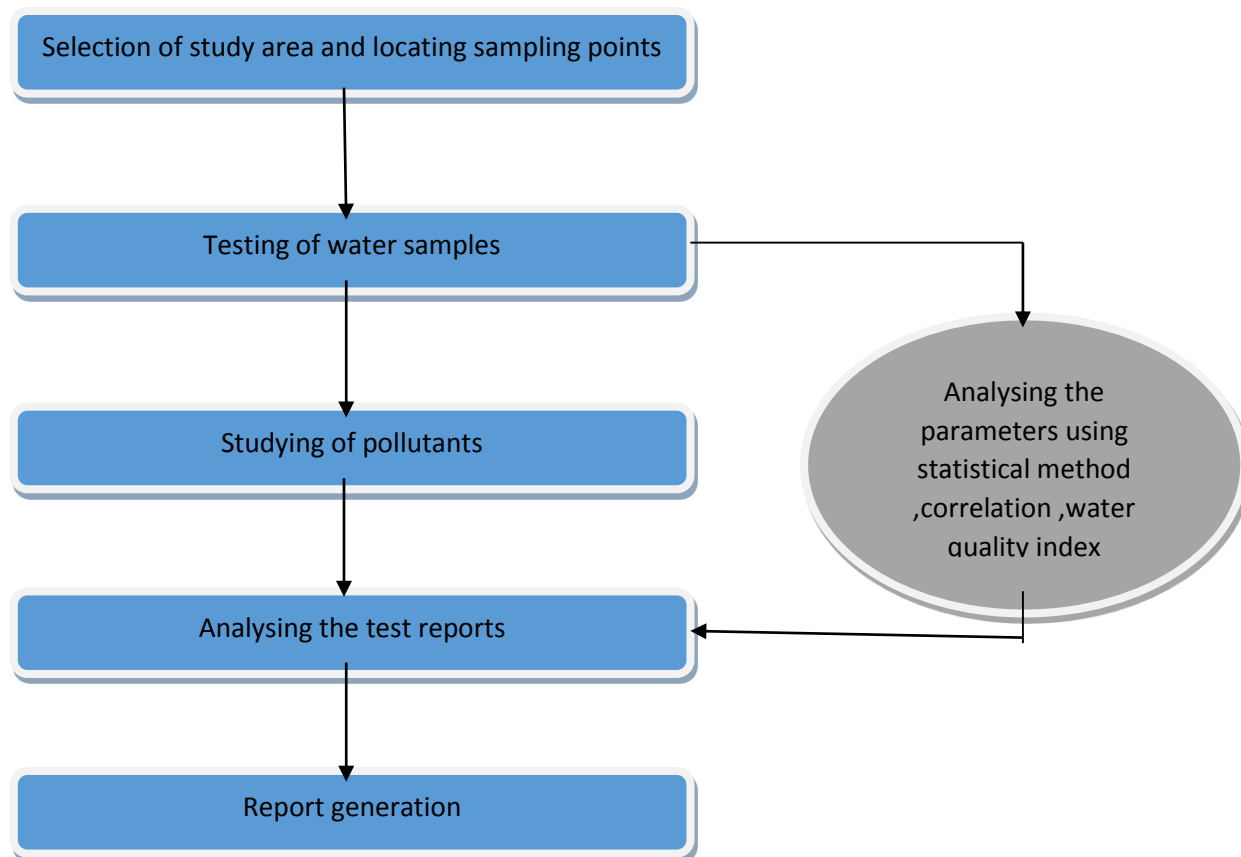 Selection of study area and locating sampling points
Testing of water samples
Studying of pollutants
Analysing the
parameters using
statistical method
,correlation ,water
quality index
Analysing the test reports
Report generation